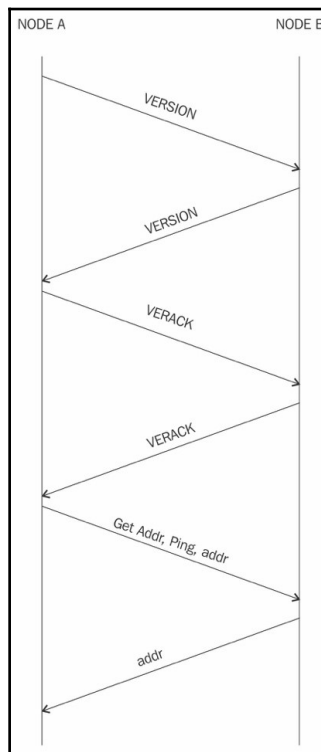 NODE A
NODE B
VERSION
VERSION
VERACK
VERACK
Get Addr, Ping, addr
addr